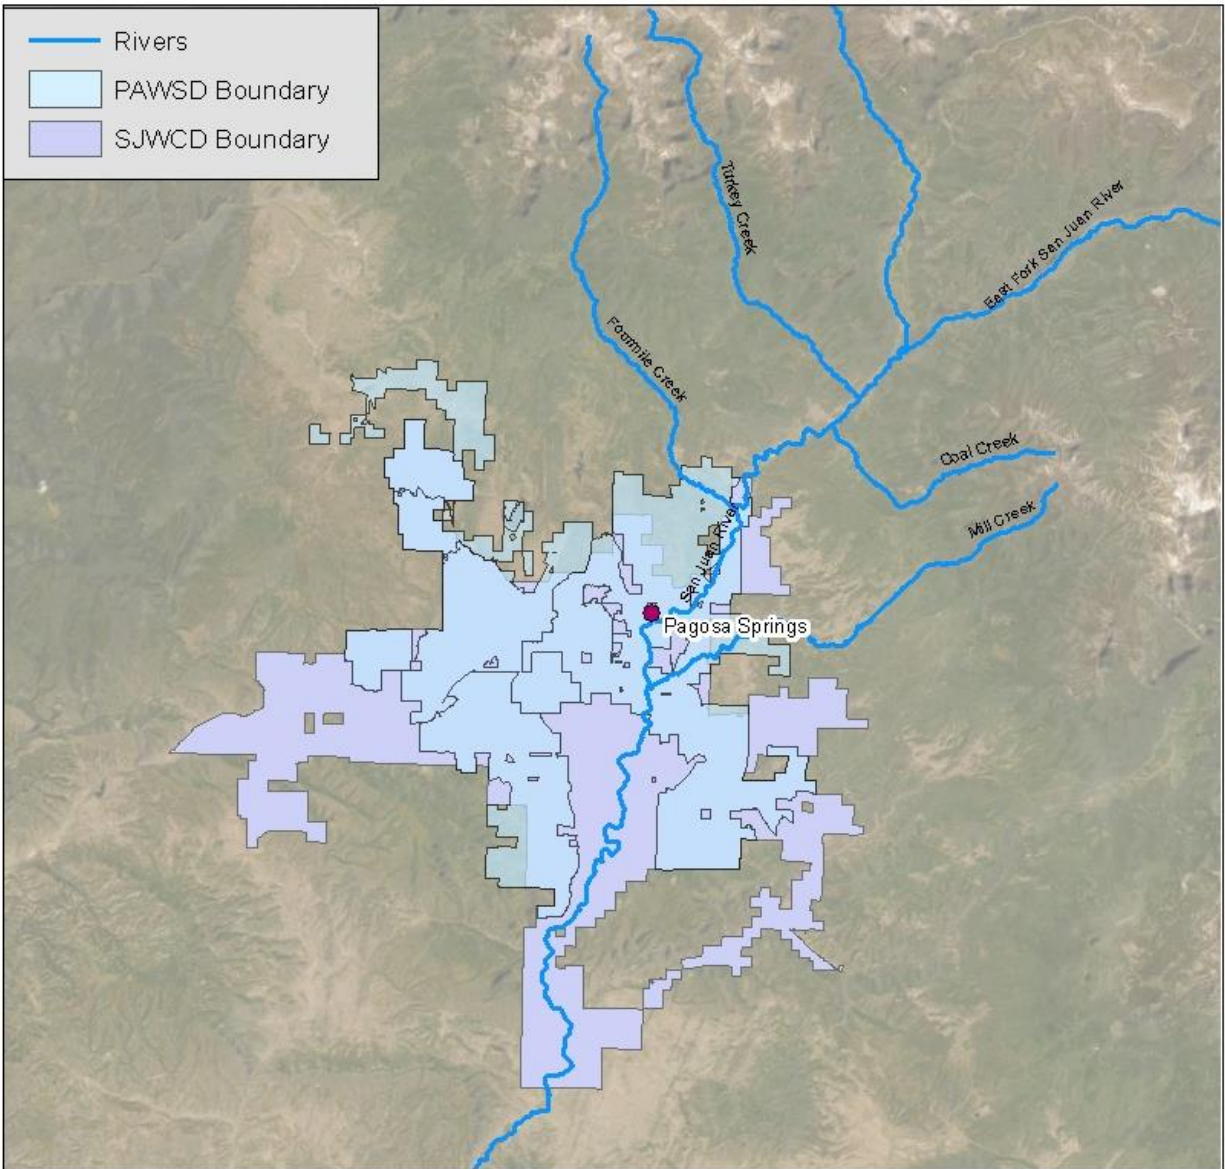 Rivers
PAWSD Boundary
SJWCD Boundary
Turkey Creek
East Fork San Juan River
Fourmile Creek
Coal Creek
Mill Creek
San Juan River
Pagosa Springs